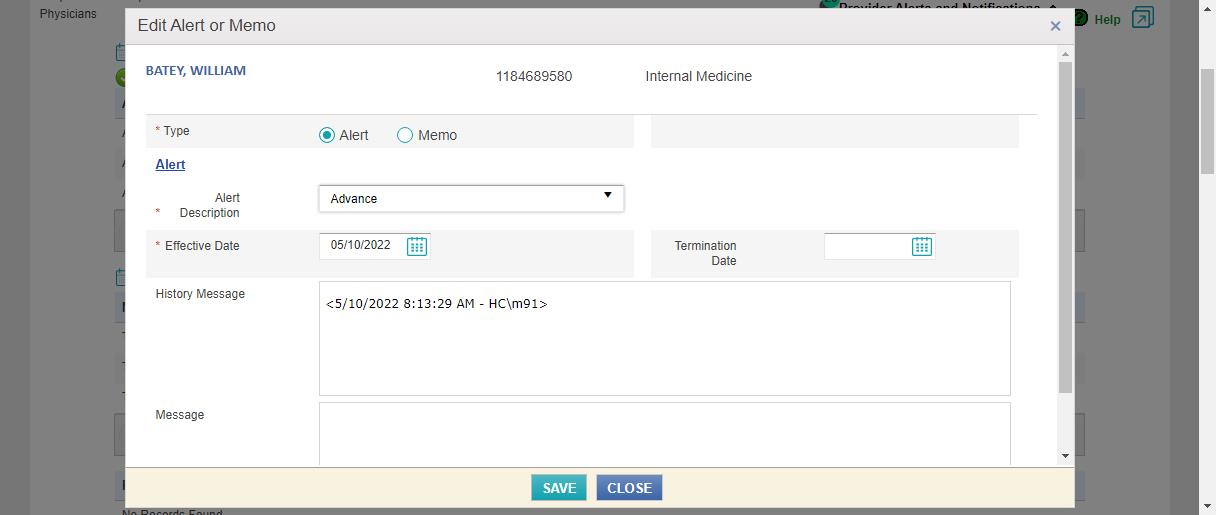 Physicians
Provider Alerts and Notifications
Help
Edit Alert or Memo
BATEY, WILLIAM
1184689580
Internal Medicine
* Type
Alert
Memo
Alert
Alert
* Description
Advance
* Effective Date
05/10/2022
Termination
Date
History Message
<5/10/2022 8:13:29 AM - HC\m91>
Message
SAVE
CLOSE
No Records Found